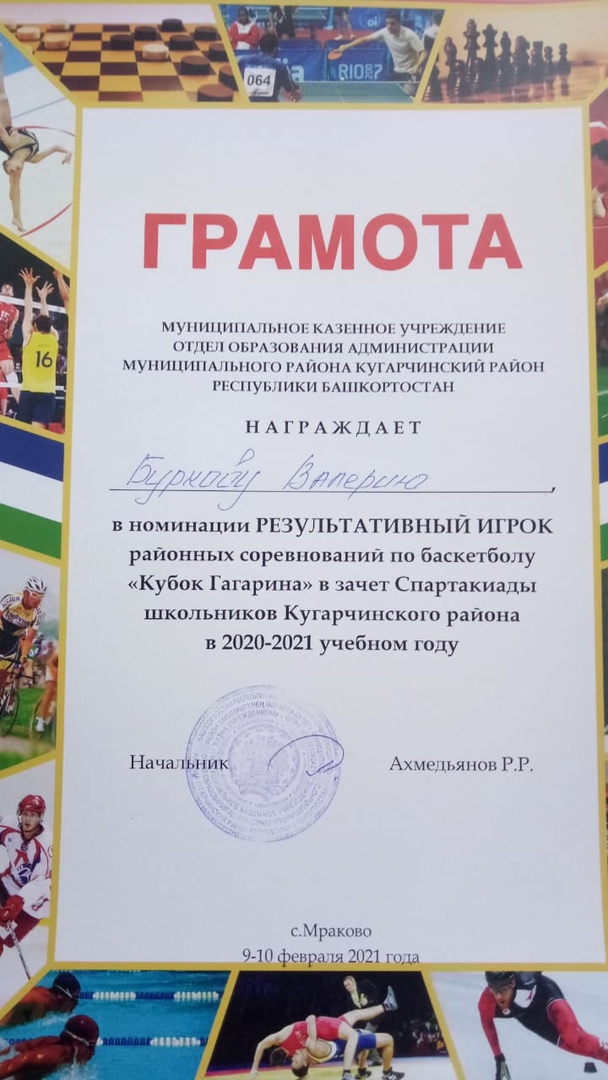 064
RIO
16
15
ГРАМОТА
МУНИЦИПАЛЬНОЕ КАЗЕННОЕ УЧРЕЖДЕНИЕ
ОТДЕЛ ОБРАЗОВАНИЯ АДМИНИСТРАЦИИ
МУНИЦИПАЛЬНОГО РАЙОНА КУГАРЧИНСКИЙ РАЙОН
РЕСПУБЛИКИ БАШКОРТОСТАН
НАГРАЖДАЕТ
Валерию,
в номинации РЕЗУЛЬТАТИВНЫЙ ИГРОК
районных соревнований по баскетболу
«Кубок Гагарина» в зачет Спартакиады
школьников Кугарчинского района
в 2020-2021 учебном году
Начальник Ахмедьянов Р.Р.
с.Мраково
9-10 февраля 2021 года